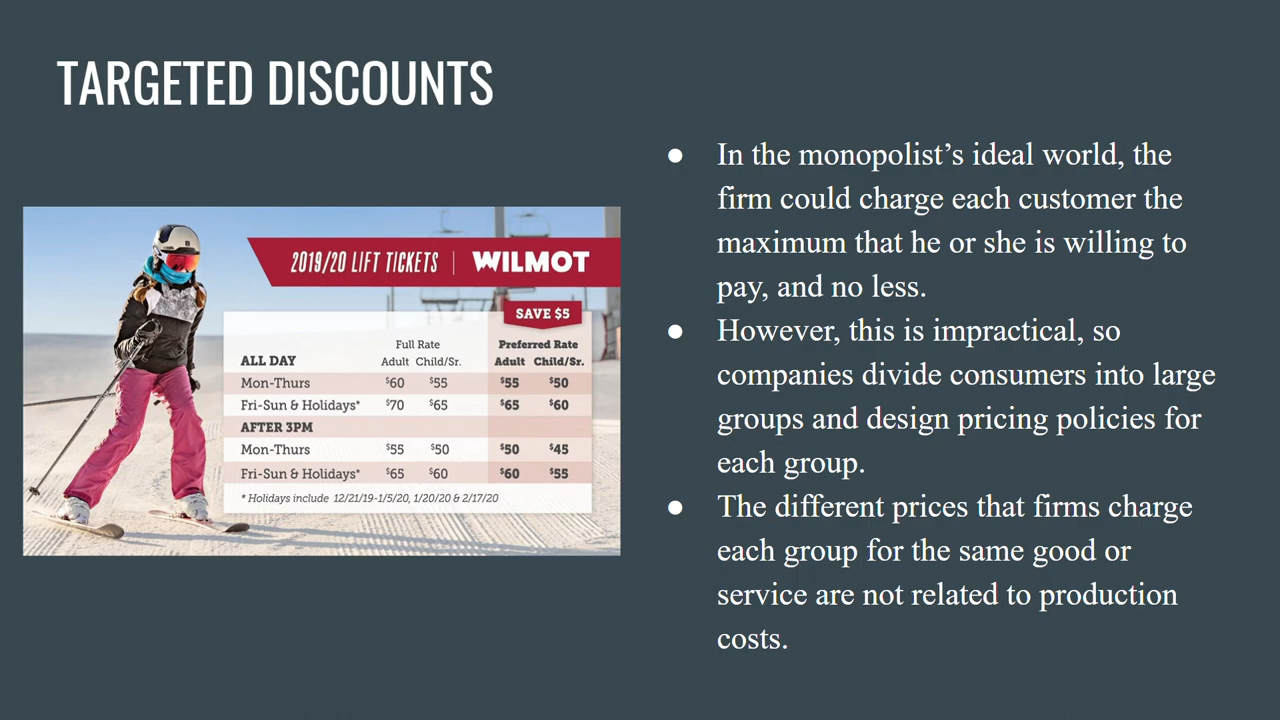 TARGETED DISCOUNTS
2019/20 LIFT TICKETS | WILMOT
SAVE $5
Full Rate Preferred Rate
ALL DAY Adult Child/Sr. Adult Child/Sr.
Mon-Thurs $60 $55 $55 $50
Fri-Sun & Holidays* $70 $65 $65 $60
AFTER 3PM
Mon-Thurs $55 $50 $50 $45
Fri-Sun & Holidays* $65 $60 $60 $55
* Holidays include 12/21/19-1/5/20, 1/20/20 & 2/17/20
● In the monopolist’s ideal world, the
firm could charge each customer the
maximum that he or she is willing to
pay, and no less.
● However, this is impractical, so
companies divide consumers into large
groups and design pricing policies for
each group.
● The different prices that firms charge
each group for the same good or
service are not related to production
costs.